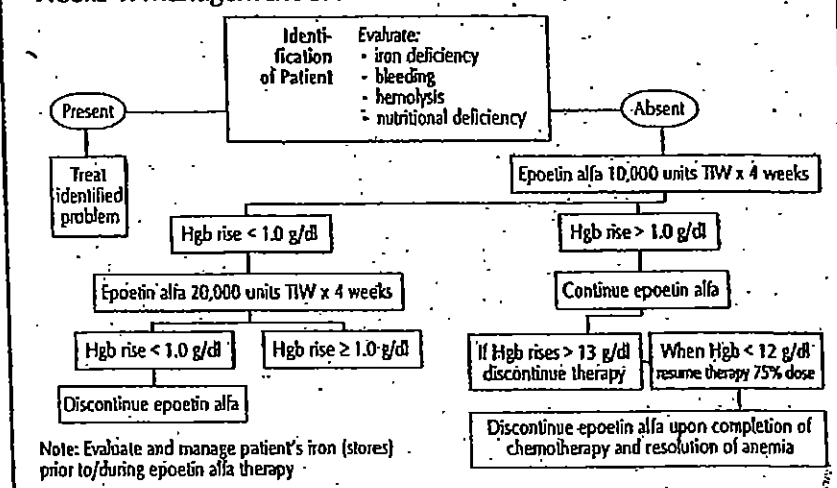 Identi-
fication
of Patient
Evaluate:
- iron deficiency
- bleeding
- hemolysis
- nutritional deficiency
Present
Absent
Treat
identified
problem
Epoetin alfa 10,000 units TIW x 4 weeks
Hgb rise < 1.0 g/dl
Hgb rise > 1.0 g/dl
Epoetin alfa 20,000 units TIW x 4 weeks
Continue epoetin alfa
Hgb rise < 1.0 g/dl
Hgb rise ≥ 1.0 g/dl
If Hgb rises > 13 g/dl
discontinue therapy
When Hgb < 12 g/dl
resume therapy 75% dose
Discontinue epoetin alfa
Discontinue epoetin alfa upon completion of
chemotherapy and resolution of anemia
Note: Evaluate and manage patient's iron (stores)
prior to/during epoetin alfa therapy